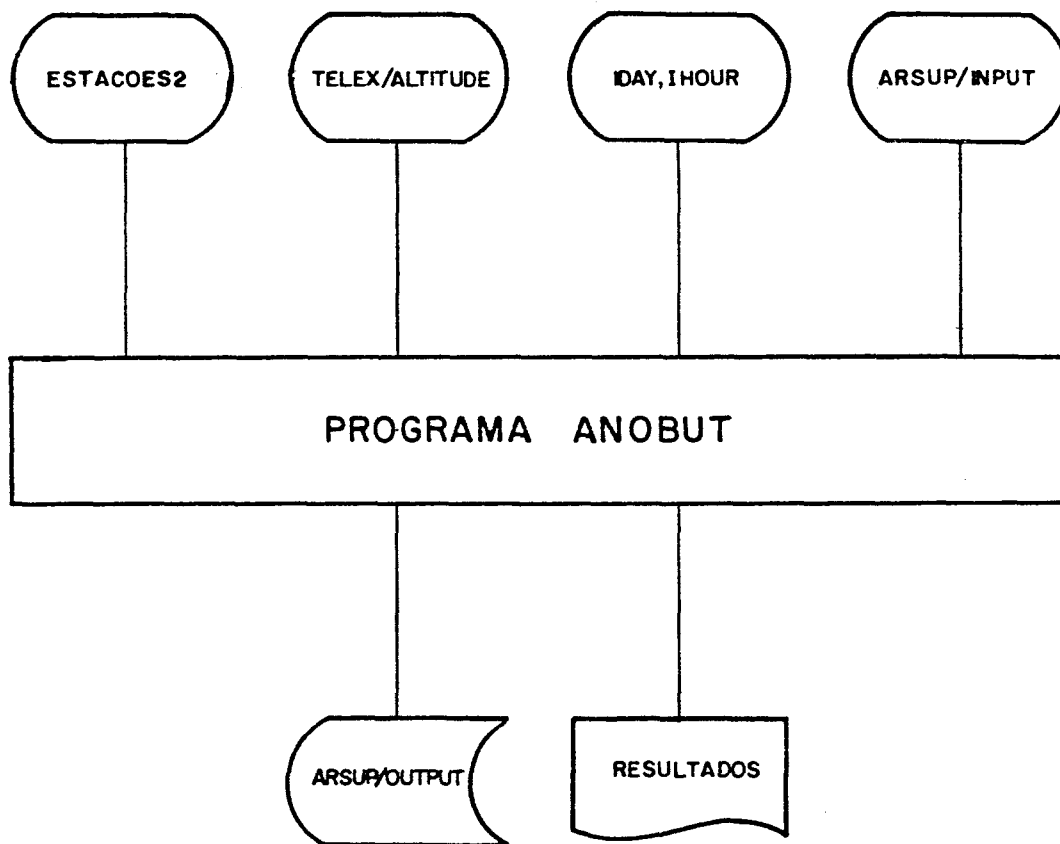 ESTACOES2
TELEX/ALTITUDE
IDAY, IHOUR
ARSUP/INPUT
PROGRAMA ANOBUT
ARSUP/OUTPUT
RESULTADOS